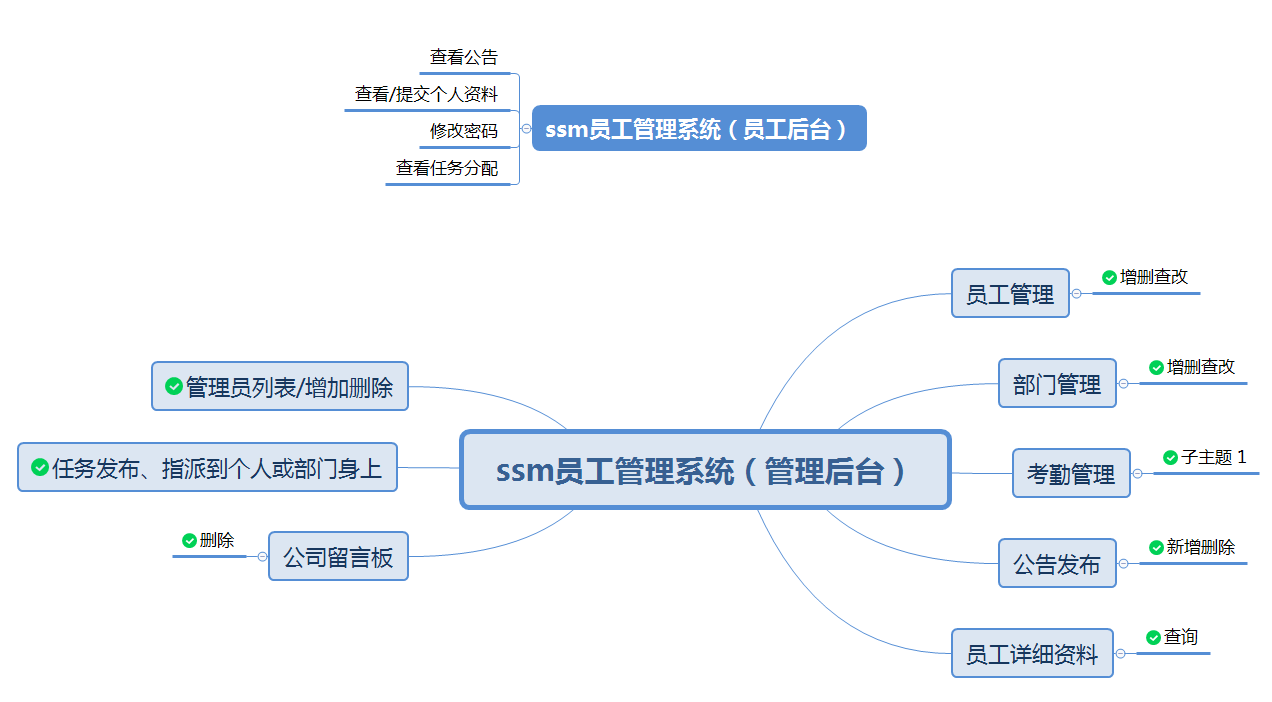 查看公告
查看/提交个人资料
修改密码
查看任务分配
ssm员工管理系统（员工后台）
ssm员工管理系统（管理后台）
员工管理
增删查改
部门管理
增删查改
考勤管理
子主题 1
公告发布
新增删除
员工详细资料
查询
管理员列表/增加删除
任务发布、指派到个人或部门身上
公司留言板
删除